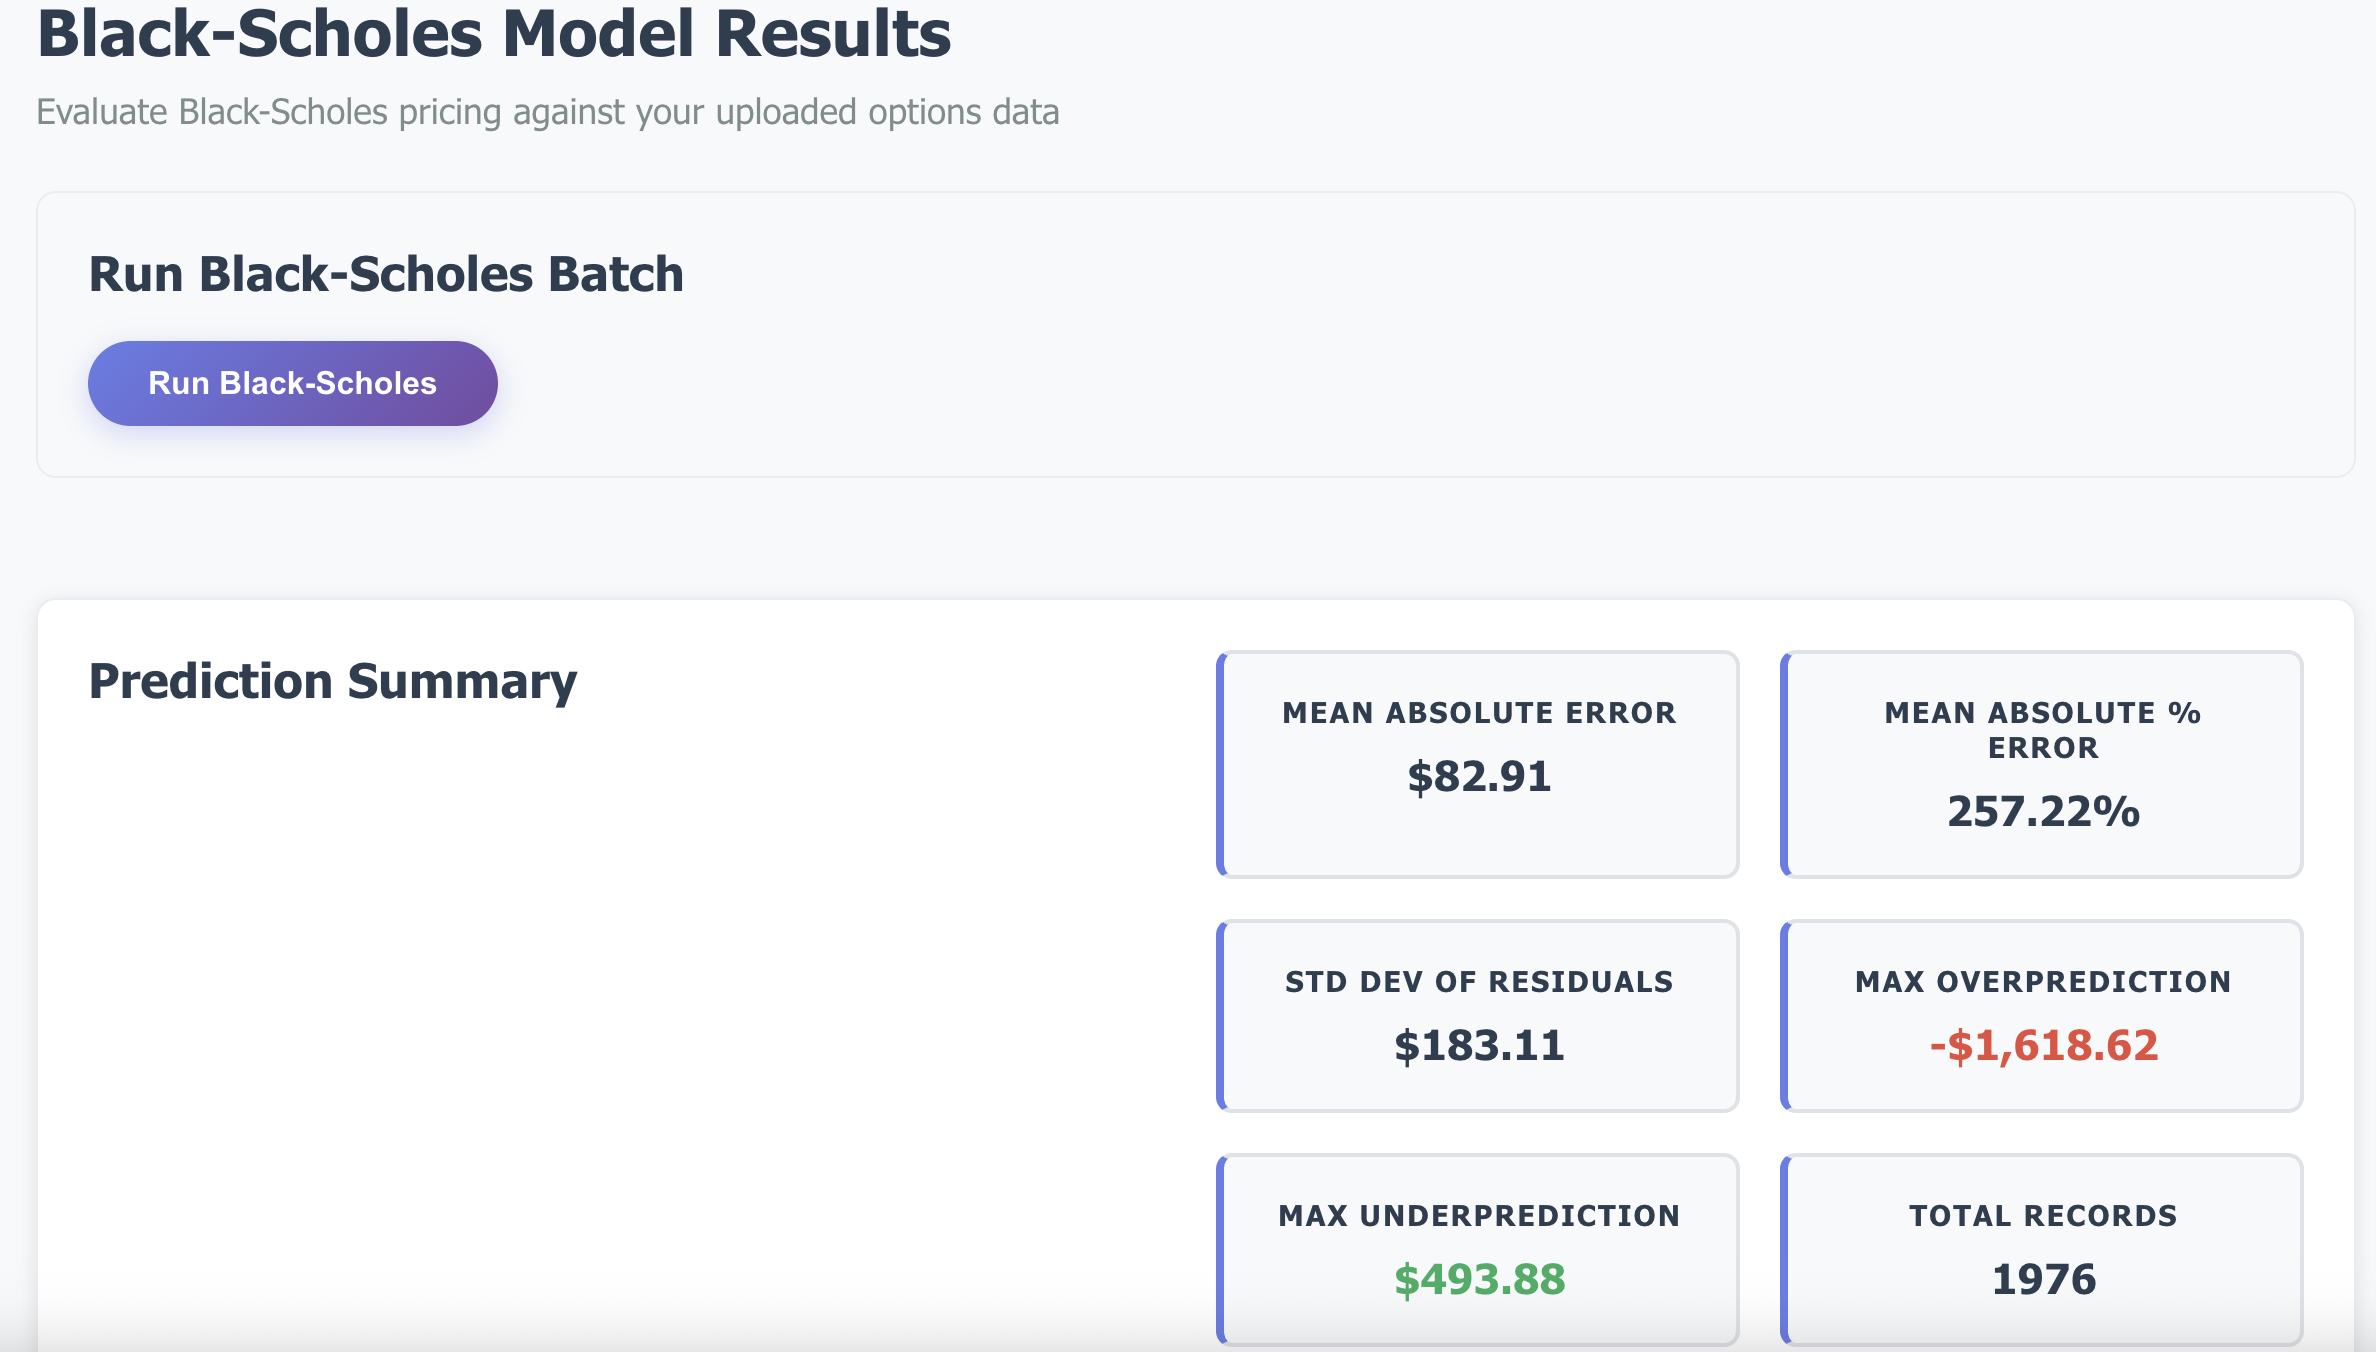 Black-Scholes Model Results
Evaluate Black-Scholes pricing against your uploaded options data
Run Black-Scholes Batch
Run Black-Scholes
Prediction Summary
MEAN ABSOLUTE ERROR
$82.91
MEAN ABSOLUTE %
ERROR
257.22%
STD DEV OF RESIDUALS
$183.11
MAX OVERPREDICTION
-$1,618.62
MAX UNDERPREDICTION
$493.88
TOTAL RECORDS
1976